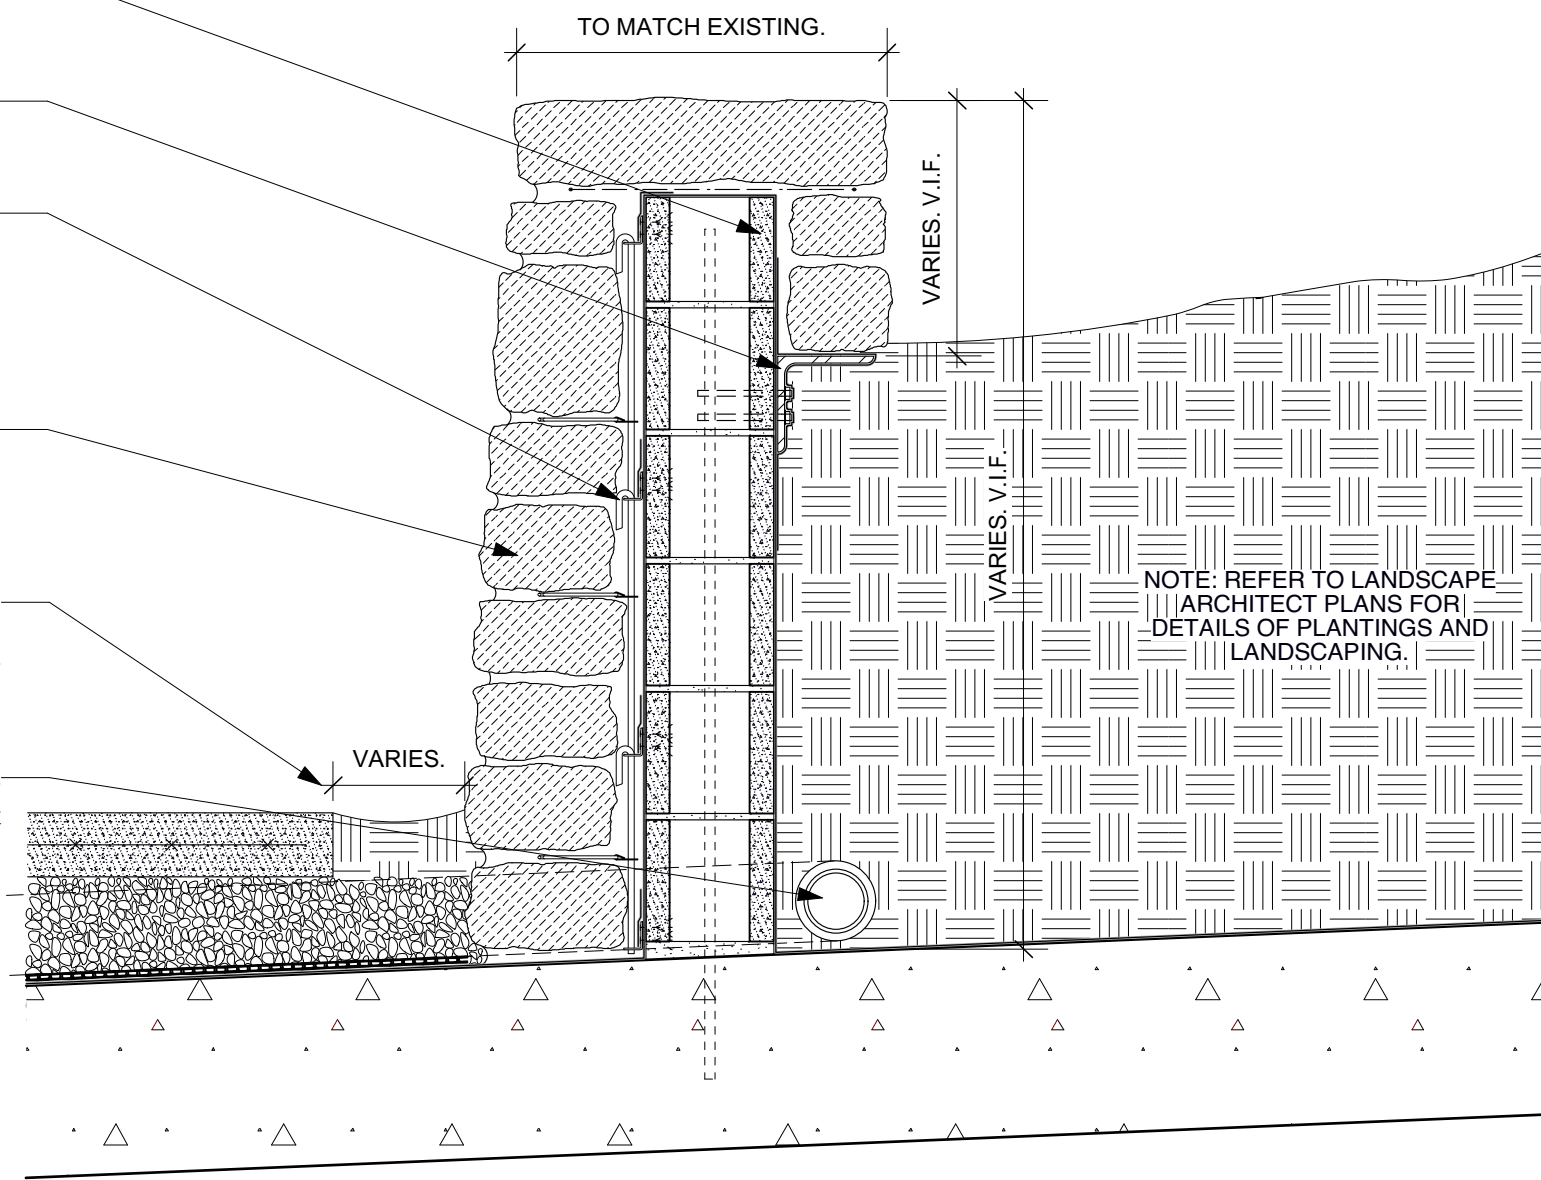 TO MATCH EXISTING.
VARIES. V.I.F.
VARIES. V.I.F.
NOTE: REFER TO LANDSCAPE
ARCHITECT PLANS FOR
DETAILS OF PLANTINGS AND
LANDSCAPING.
VARIES.